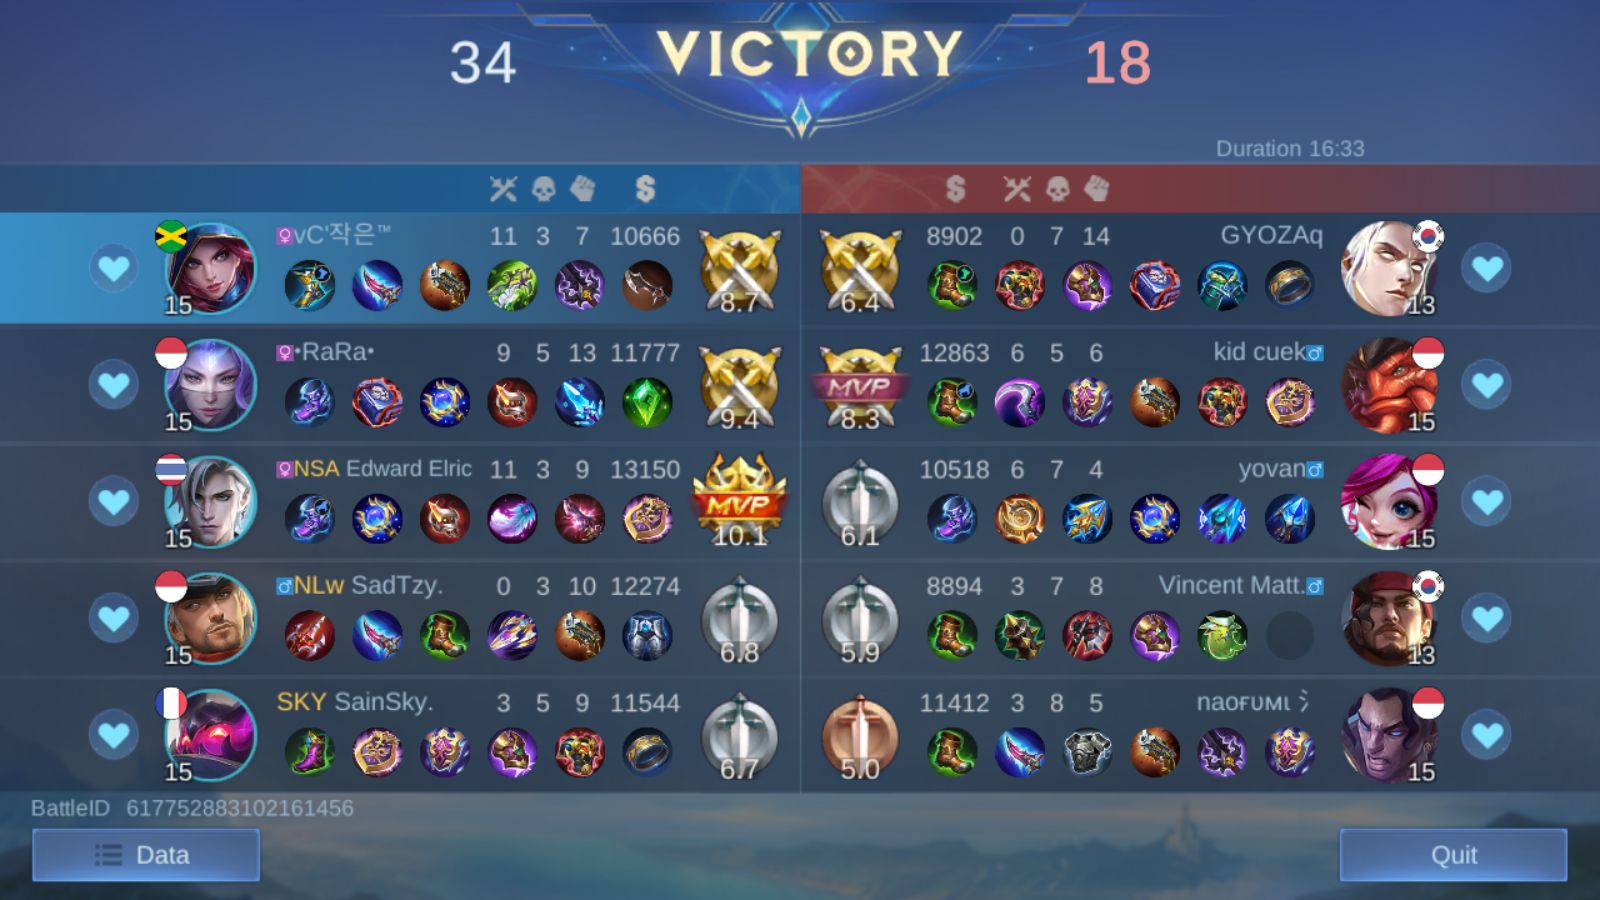 34 VICTORY 18
Duration 16:33
vC'작은™ 11 3 7 10666 8.7 15
6.4 8902 0 7 14 GYOZAq 13
•RaRa• 9 5 13 11777 9.4 15
MVP 8.3 12863 6 5 6 kid cuek 15
NSA Edward Elric 11 3 9 13150 MVP 10.1 15
6.1 10518 6 7 4 yovan 15
NLw SadTzy. 0 3 10 12274 6.8 15
5.9 8894 3 7 8 Vincent Matt. 13
SKY SainSky. 3 5 9 11544 6.7 15
5.0 11412 3 8 5 naoғuмι 15
BattleID 617752883102161456
Data
Quit